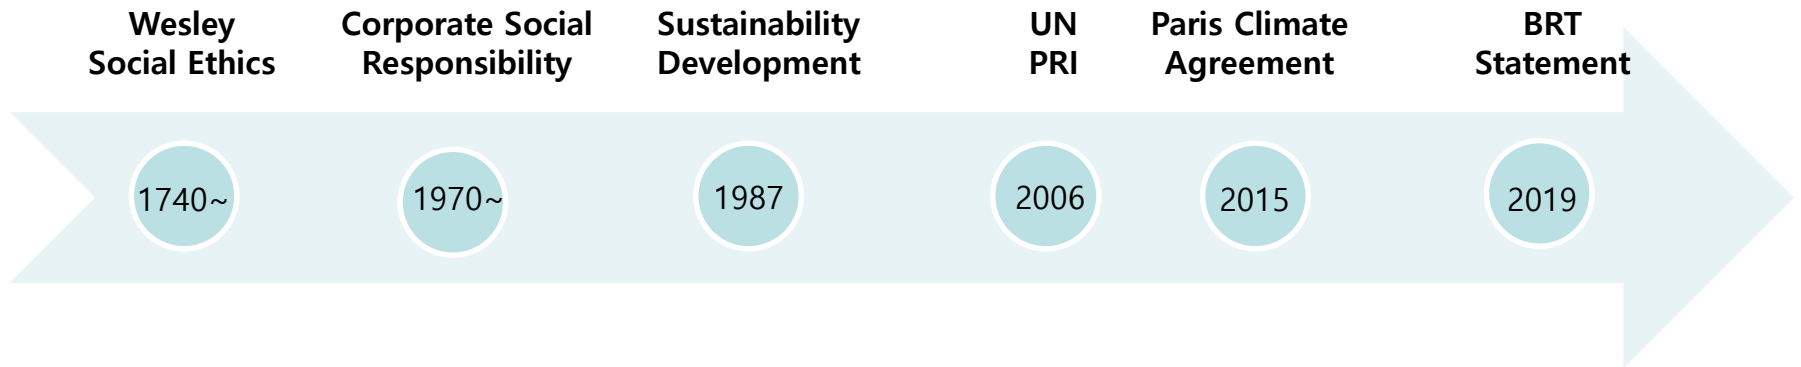 Wesley
Social Ethics
Corporate Social
Responsibility
Sustainability
Development
UN
PRI
Paris Climate
Agreement
BRT
Statement
1740~
1970~
1987
2006
2015
2019